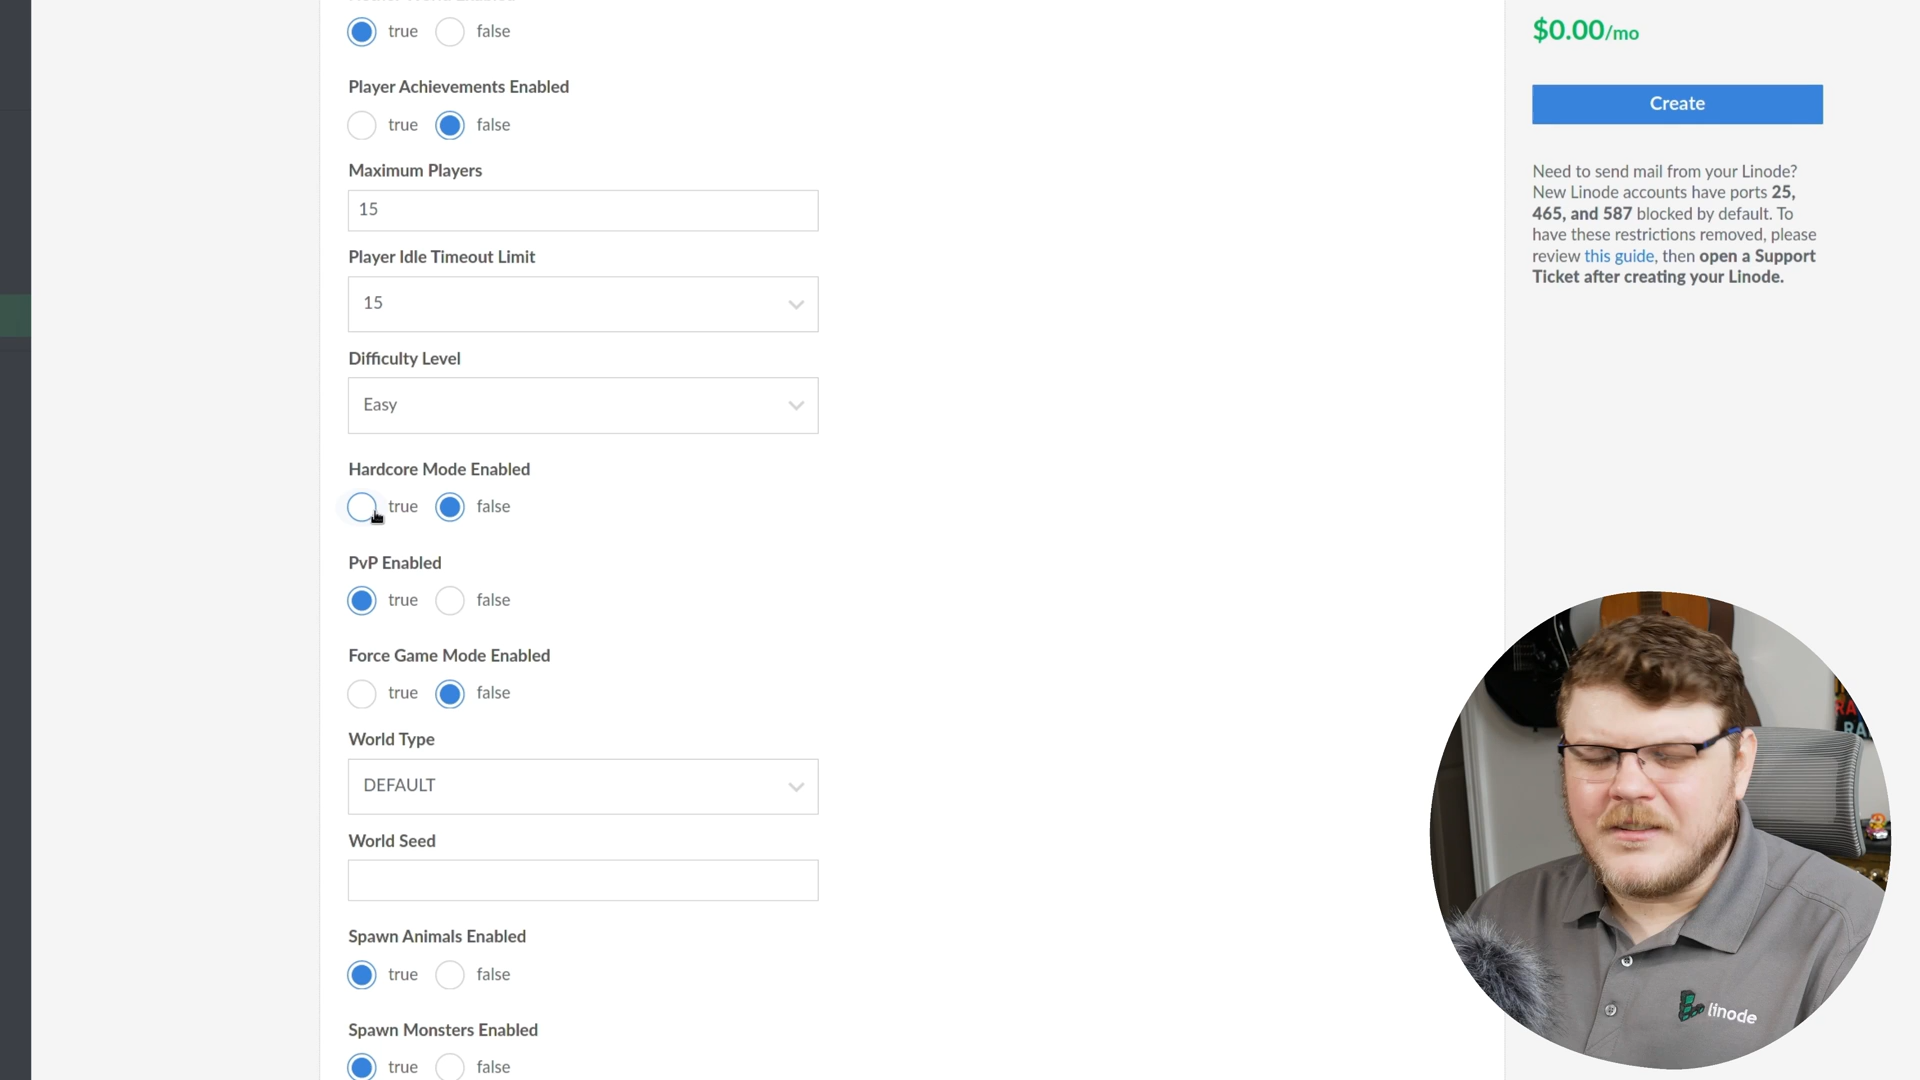 true false
Player Achievements Enabled
true false
Maximum Players
15
Player Idle Timeout Limit
15
Difficulty Level
Easy
Hardcore Mode Enabled
true false
PvP Enabled
true false
Force Game Mode Enabled
true false
World Type
DEFAULT
World Seed
Spawn Animals Enabled
true false
Spawn Monsters Enabled
true false
$0.00/mo
Create
Need to send mail from your Linode?
New Linode accounts have ports 25,
465, and 587 blocked by default. To
have these restrictions removed, please
review this guide, then open a Support
Ticket after creating your Linode.
linode